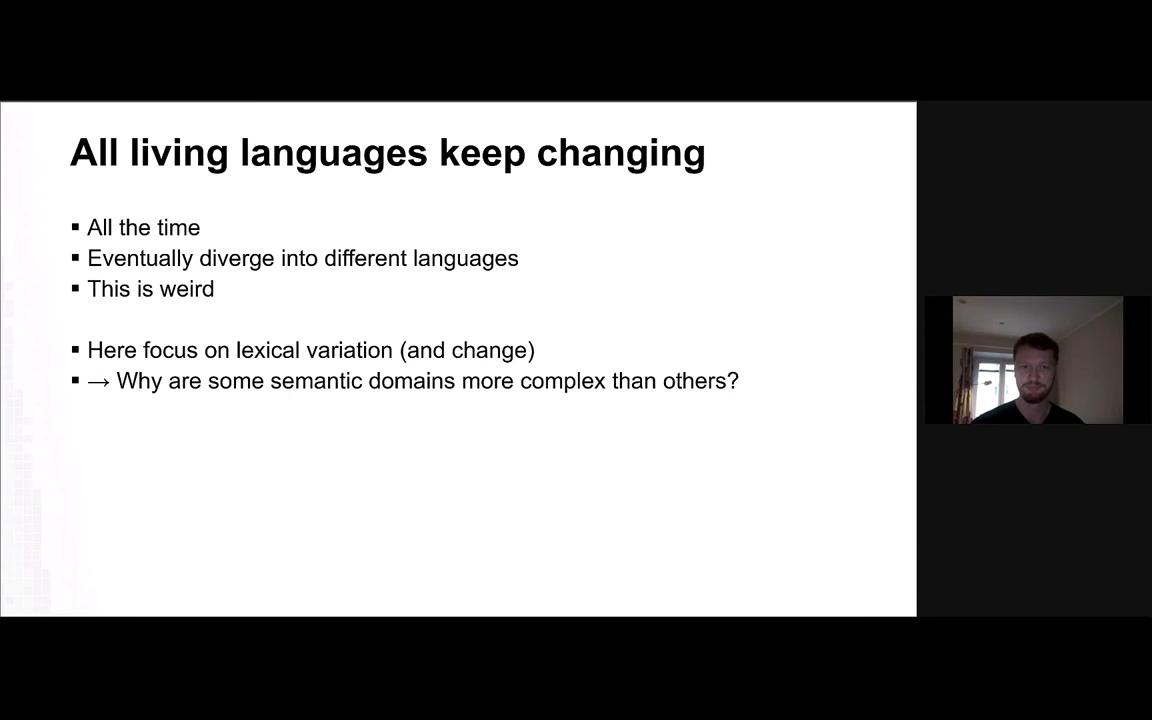 All living languages keep changing
▪ All the time
▪ Eventually diverge into different languages
▪ This is weird
▪ Here focus on lexical variation (and change)
▪ → Why are some semantic domains more complex than others?